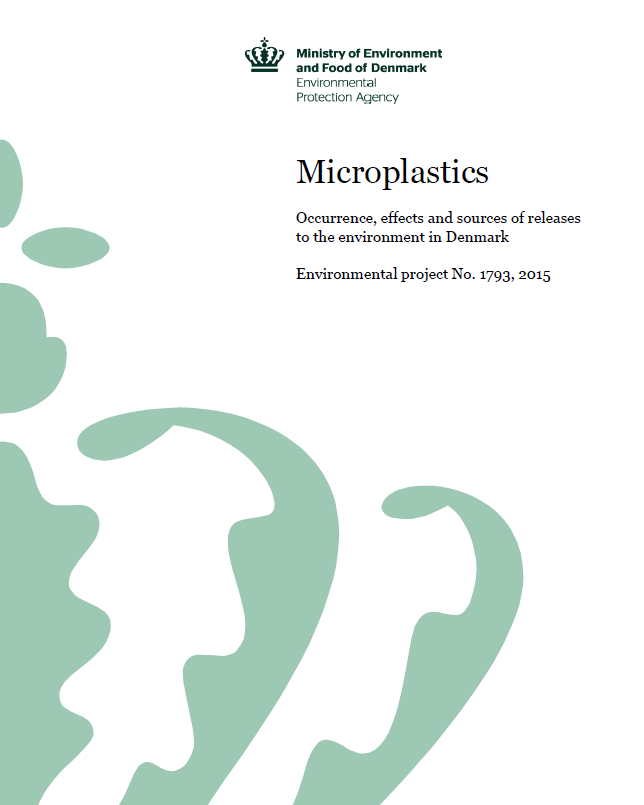 Ministry of Environment
and Food of Denmark
Environmental
Protection Agency
Microplastics
Occurrence, effects and sources of releases
to the environment in Denmark
Environmental project No. 1793, 2015